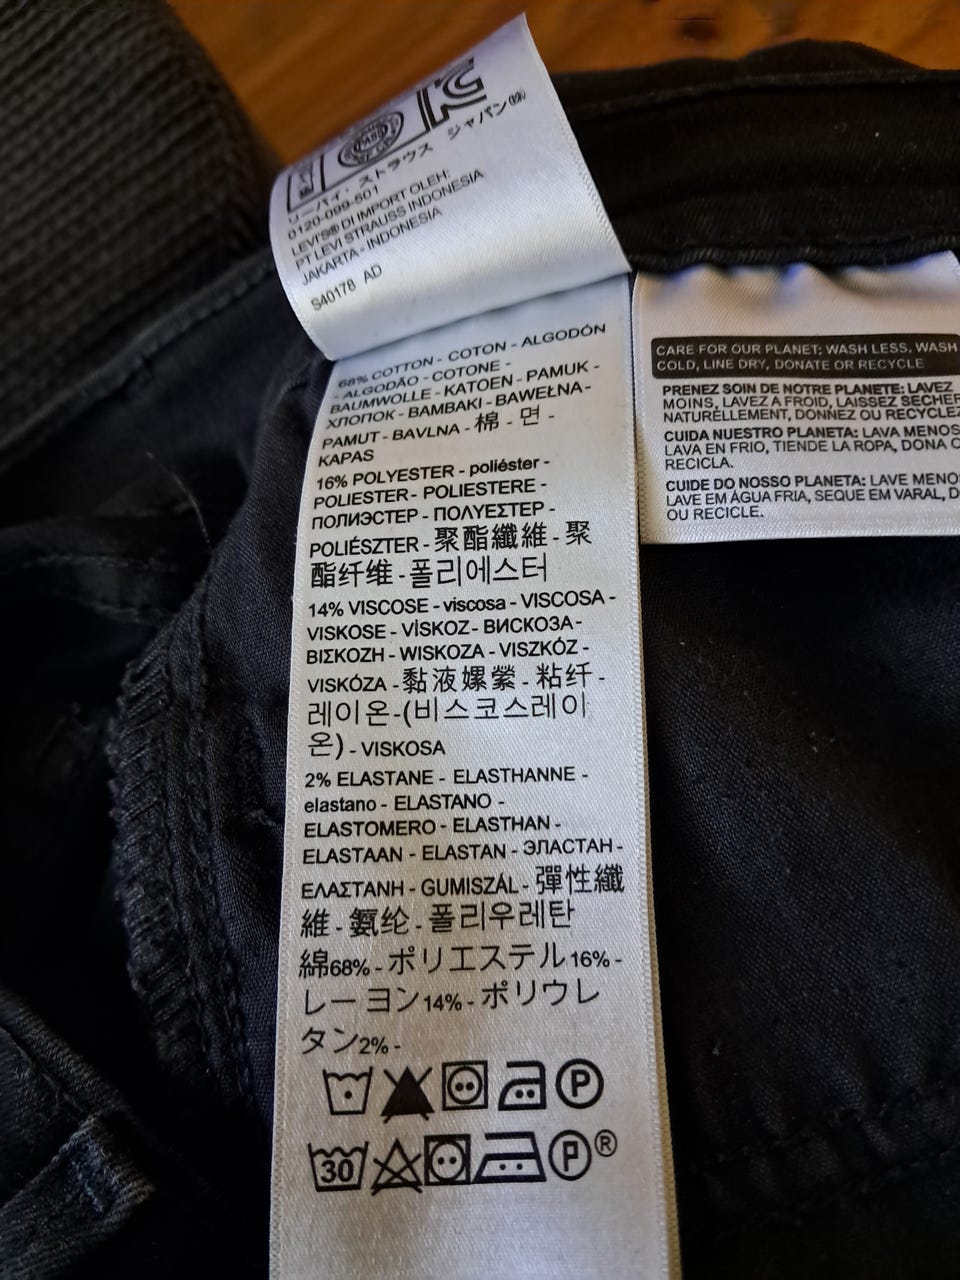 PASS
リーバイ・ストラウス ジャパン㈱
0120-099-501
LEVI'S® DI IMPORT OLEH:
PT LEVI STRAUSS INDONESIA
JAKARTA - INDONESIA
S40178 AD
68% COTTON - COTON - ALGODÓN
- ALGODÃO - COTONE -
BAUMWOLLE - KATOEN - PAMUK -
ХЛОПОК - BAMBAKI - BAWEŁNA-
PAMUT - BAVLNA - 棉 - 면 -
KAPAS
16% POLYESTER - poliéster -
POLIESTER - POLIESTERE -
ПОЛИЭСТЕР - ΠΟΛΥΕΣΤΕΡ -
POLIÉSZTER - 聚酯纖維 - 聚
酯纤维 - 폴리에스터
14% VISCOSE - viscosa - VISCOSA -
VISKOSE - VİSKOZ - ВИСКОЗА-
ΒΙΣΚΟΖΗ - WISKOZA - VISZKÓZ -
VISKÓZA - 黏液嫘縈 - 粘纤 -
레이온-(비스코스레이
온) - VISKOSA
2% ELASTANE - ELASTHANNE -
elastano - ELASTANO -
ELASTOMERO - ELASTHAN -
ELASTAAN - ELASTAN - ЭЛАСТАН -
ΕΛΑΣΤΑΝΗ - GUMISZÁL - 彈性纖
維 - 氨纶 - 폴리우레탄
綿68% - ポリエステル16% -
レーヨン14% - ポリウレ
タン2% -
P
30 P®
CARE FOR OUR PLANET: WASH LESS, WASH
COLD, LINE DRY, DONATE OR RECYCLE
PRENEZ SOIN DE NOTRE PLANETE: LAVEZ
MOINS, LAVEZ A FROID, LAISSEZ SECHER
NATURELLEMENT, DONNEZ OU RECYCLEZ
CUIDA NUESTRO PLANETA: LAVA MENOS
LAVA EN FRIO, TIENDE LA ROPA, DONA O
RECICLA.
CUIDE DO NOSSO PLANETA: LAVE MENO
LAVE EM ÁGUA FRIA, SEQUE EM VARAL, D
OU RECICLE.